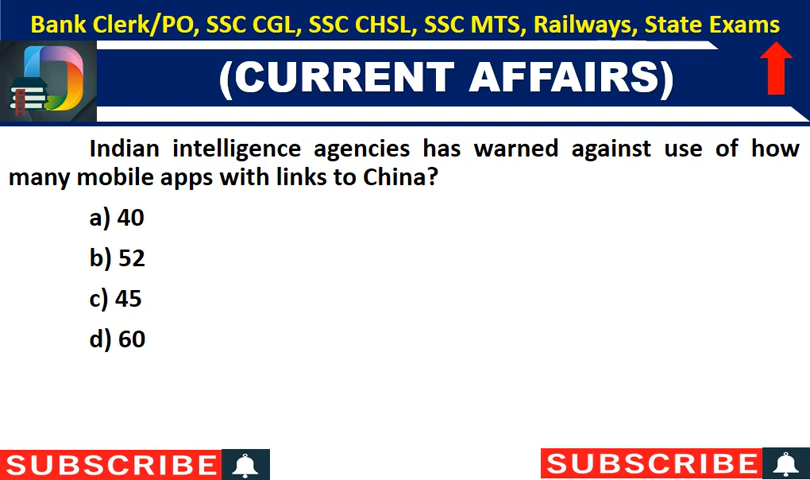 Bank Clerk/PO, SSC CGL, SSC CHSL, SSC MTS, Railways, State Exams
(CURRENT AFFAIRS)
Indian intelligence agencies has warned against use of how
many mobile apps with links to China?
a) 40
b) 52
c) 45
d) 60
SUBSCRIBE
SUBSCRIBE